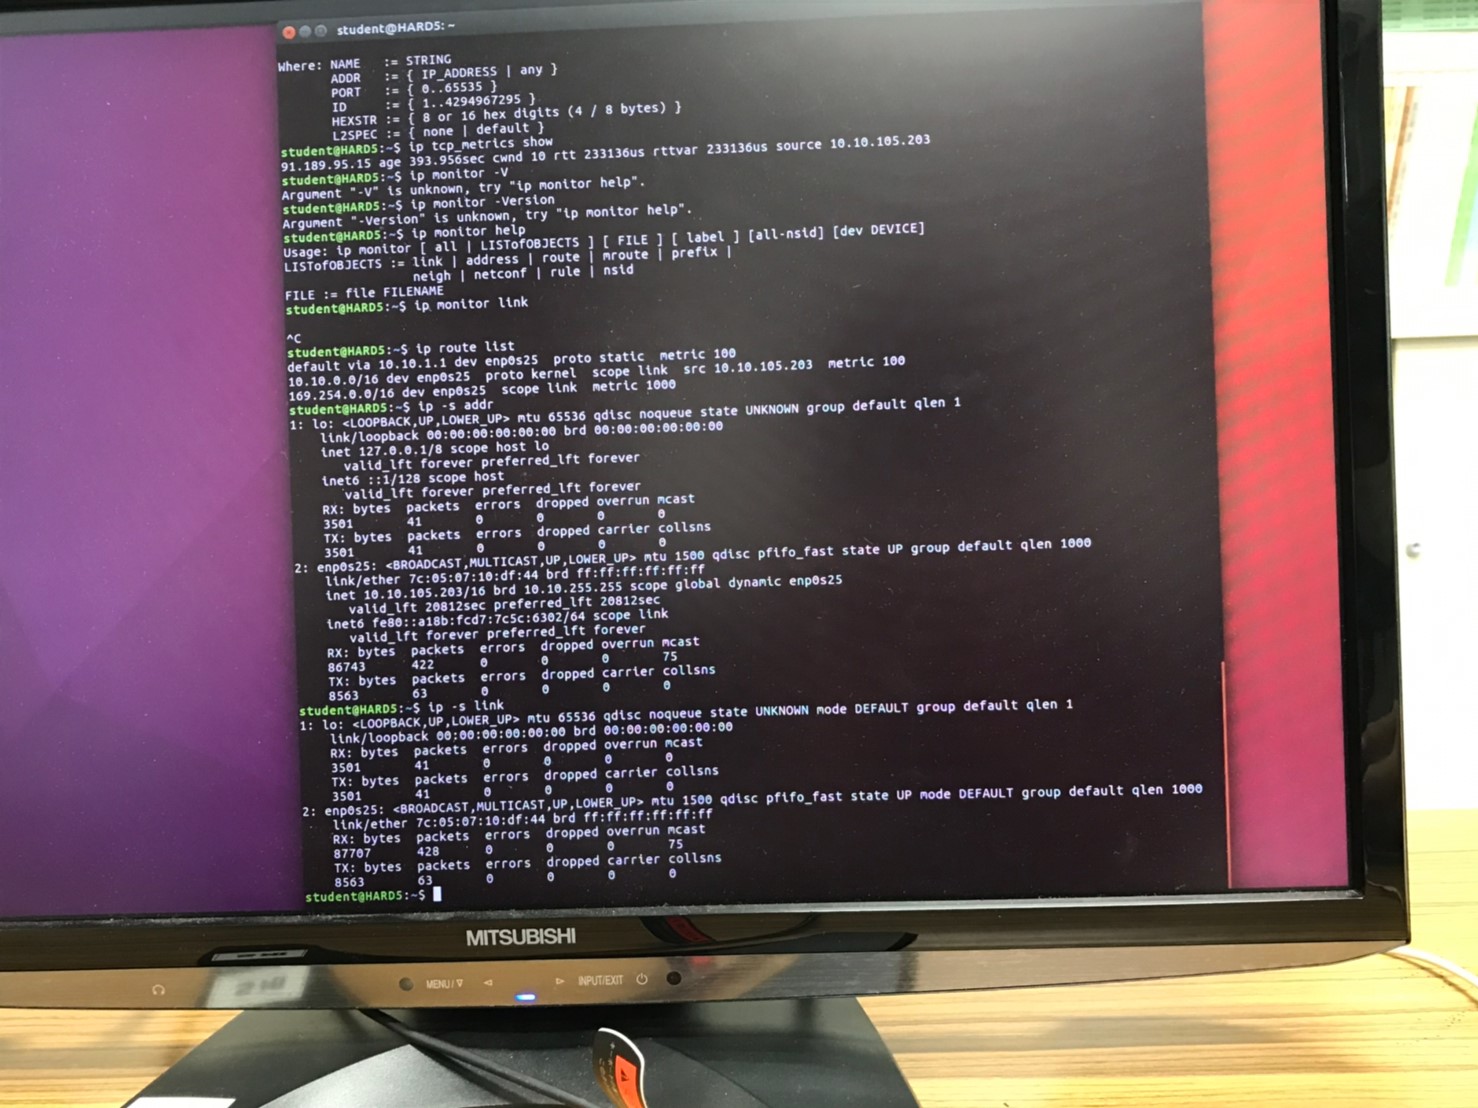 student@HARD5: ~
Where: NAME   := STRING
ADDR   := { IP_ADDRESS | any }
PORT   := { 0..65535 }
ID     := { 1..4294967295 }
HEXSTR := { 8 or 16 hex digits (4 / 8 bytes) }
L2SPEC := { none | default }
student@HARD5:~$ ip tcp_metrics show
91.189.95.15 age 393.956sec cwnd 10 rtt 233136us rttvar 233136us source 10.10.105.203
student@HARD5:~$ ip monitor -V
Argument "-V" is unknown, try "ip monitor help".
student@HARD5:~$ ip monitor -Version
Argument "-Version" is unknown, try "ip monitor help".
student@HARD5:~$ ip monitor help
Usage: ip monitor [ all | LISTofOBJECTS ] [ FILE ] [ label ] [all-nsid] [dev DEVICE]
LISTofOBJECTS := link | address | route | mroute | prefix |
neigh | netconf | rule | nsid
FILE := file FILENAME
student@HARD5:~$ ip monitor link
^C
student@HARD5:~$ ip route list
default via 10.10.1.1 dev enp0s25  proto static  metric 100
10.10.0.0/16 dev enp0s25  proto kernel  scope link  src 10.10.105.203  metric 100
169.254.0.0/16 dev enp0s25  scope link  metric 1000
student@HARD5:~$ ip -s addr
1: lo: <LOOPBACK,UP,LOWER_UP> mtu 65536 qdisc noqueue state UNKNOWN group default qlen 1
link/loopback 00:00:00:00:00:00 brd 00:00:00:00:00:00
inet 127.0.0.1/8 scope host lo
valid_lft forever preferred_lft forever
inet6 ::1/128 scope host
valid_lft forever preferred_lft forever
RX: bytes  packets  errors  dropped overrun mcast
3501       41       0       0       0       0
TX: bytes  packets  errors  dropped carrier collsns
3501       41       0       0       0       0
2: enp0s25: <BROADCAST,MULTICAST,UP,LOWER_UP> mtu 1500 qdisc pfifo_fast state UP group default qlen 1000
link/ether 7c:05:07:10:df:44 brd ff:ff:ff:ff:ff:ff
inet 10.10.105.203/16 brd 10.10.255.255 scope global dynamic enp0s25
valid_lft 20812sec preferred_lft 20812sec
inet6 fe80::a18b:fcd7:7c5c:6302/64 scope link
valid_lft forever preferred_lft forever
RX: bytes  packets  errors  dropped overrun mcast
86743      422      0       0       0       75
TX: bytes  packets  errors  dropped carrier collsns
8563       63       0       0       0       0
student@HARD5:~$ ip -s link
1: lo: <LOOPBACK,UP,LOWER_UP> mtu 65536 qdisc noqueue state UNKNOWN mode DEFAULT group default qlen 1
link/loopback 00:00:00:00:00:00 brd 00:00:00:00:00:00
RX: bytes  packets  errors  dropped overrun mcast
3501       41       0       0       0       0
TX: bytes  packets  errors  dropped carrier collsns
3501       41       0       0       0       0
2: enp0s25: <BROADCAST,MULTICAST,UP,LOWER_UP> mtu 1500 qdisc pfifo_fast state UP mode DEFAULT group default qlen 1000
link/ether 7c:05:07:10:df:44 brd ff:ff:ff:ff:ff:ff
RX: bytes  packets  errors  dropped overrun mcast
87707      428      0       0       0       75
TX: bytes  packets  errors  dropped carrier collsns
8563       63       0       0       0       0
student@HARD5:~$
MITSUBISHI
MENU/▽ ◁ ▷ INPUT/EXIT